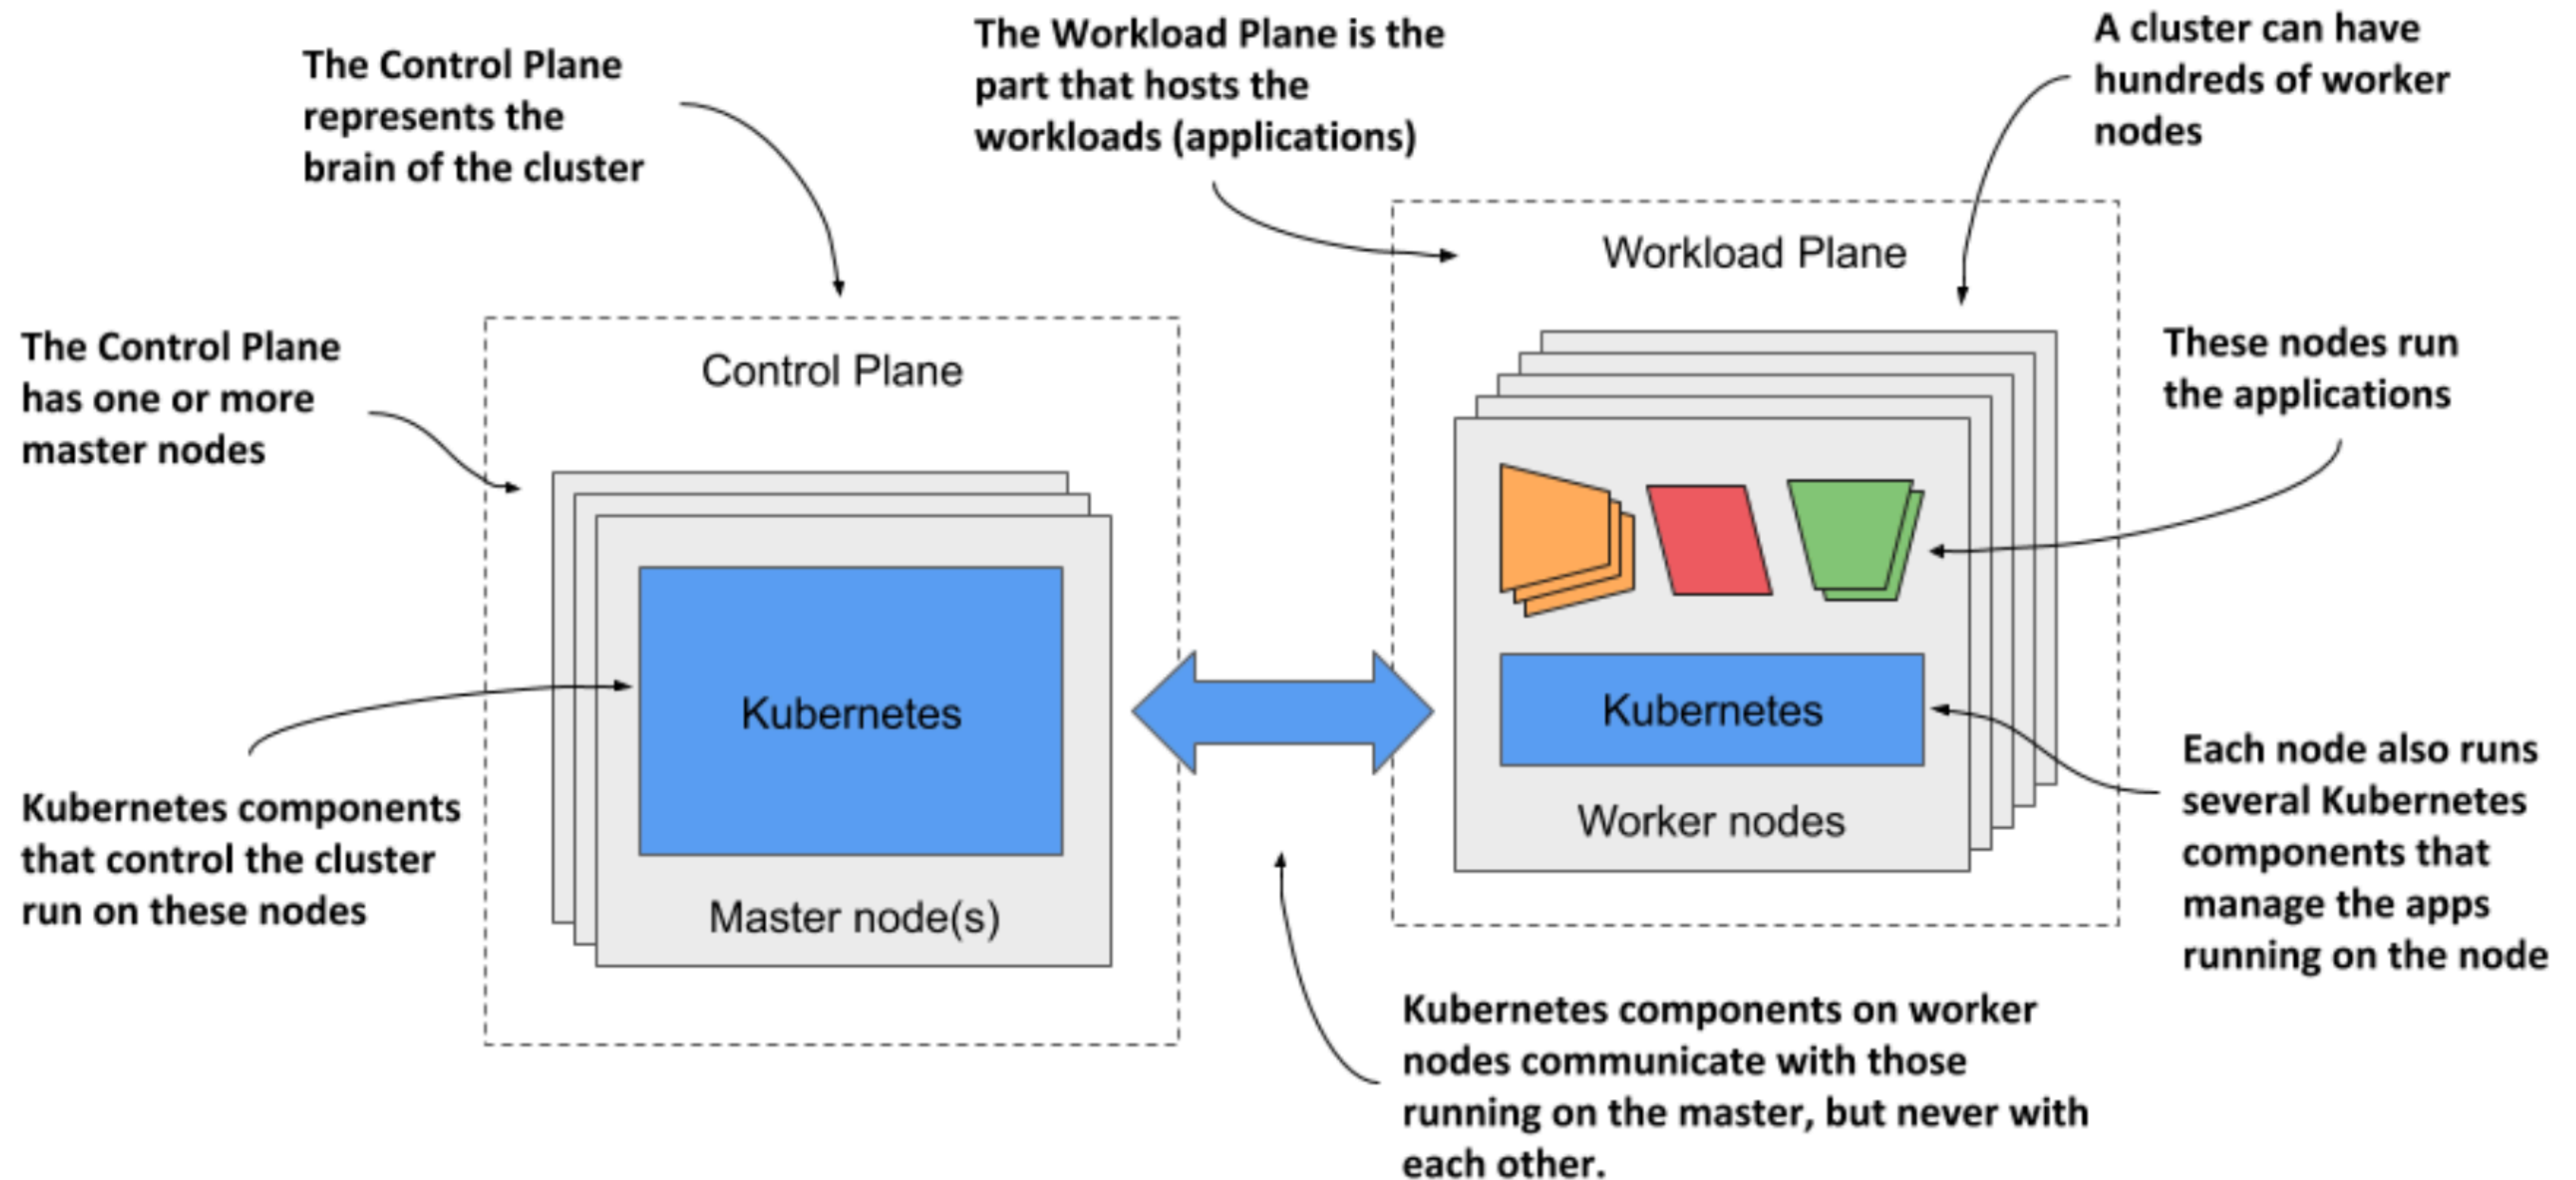 The Control Plane
represents the
brain of the cluster
The Workload Plane is the
part that hosts the
workloads (applications)
A cluster can have
hundreds of worker
nodes
The Control Plane
has one or more
master nodes
Control Plane
Workload Plane
These nodes run
the applications
Kubernetes
Master node(s)
Kubernetes
Worker nodes
Kubernetes components
that control the cluster
run on these nodes
Each node also runs
several Kubernetes
components that
manage the apps
running on the node
Kubernetes components on worker
nodes communicate with those
running on the master, but never with
each other.